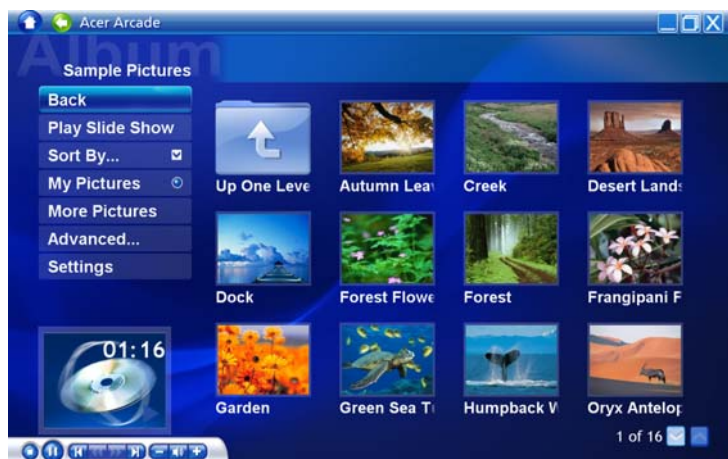 Acer Arcade
Album
Sample Pictures
Back
Play Slide Show
Sort By...
My Pictures
More Pictures
Advanced...
Settings
Up One Leve
Autumn Lea
Creek
Desert Lands
Dock
Forest Flowe
Forest
Frangipani F
Garden
Green Sea T
Humpback W
Oryx Antelop
01:16
1 of 16